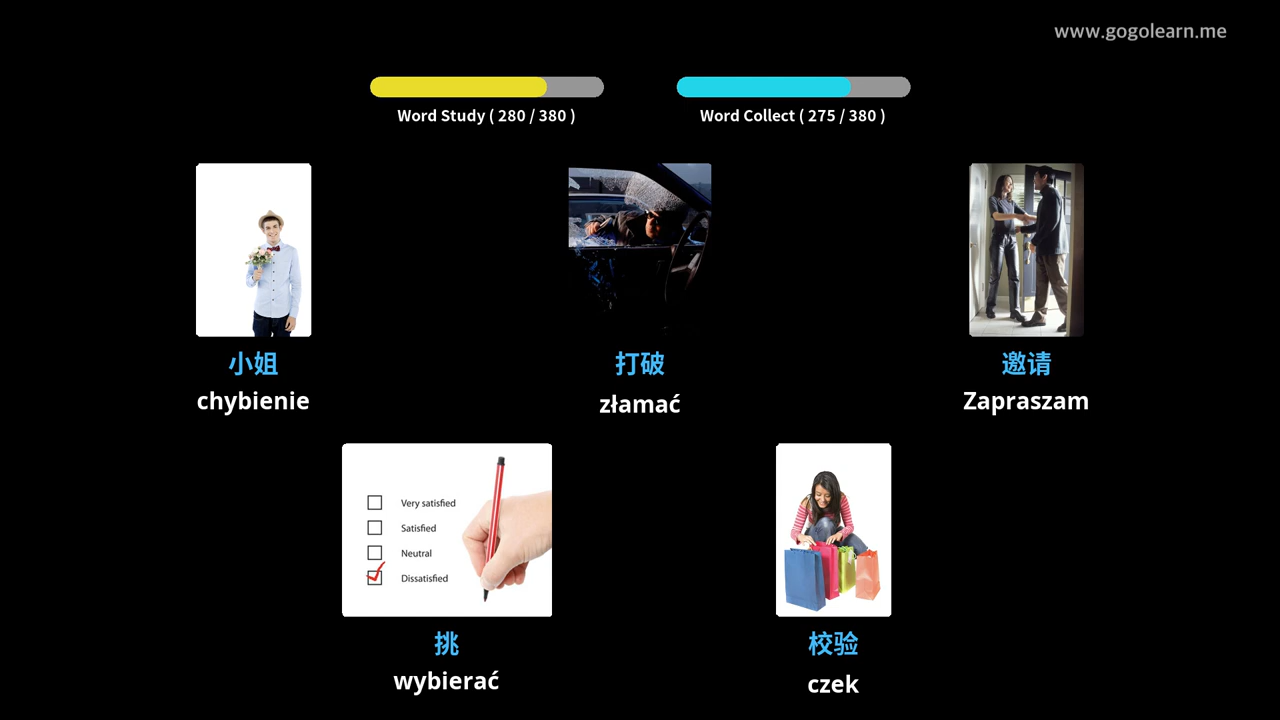 www.gogolearn.me
Word Study ( 280 / 380 )
Word Collect ( 275 / 380 )
小姐
chybienie
打破
złamać
邀请
Zapraszam
Very satisfied
Satisfied
Neutral
Dissatisfied
挑
wybierać
校验
czek